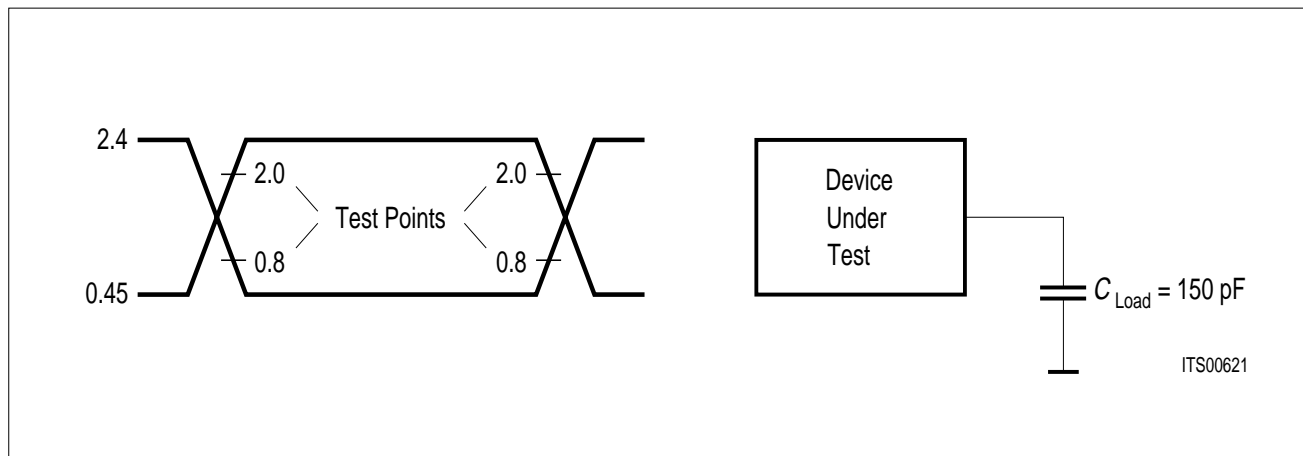 2.4
2.0
2.0
Test Points
0.8
0.8
0.45
Device
Under
Test
C Load = 150 pF
ITS00621